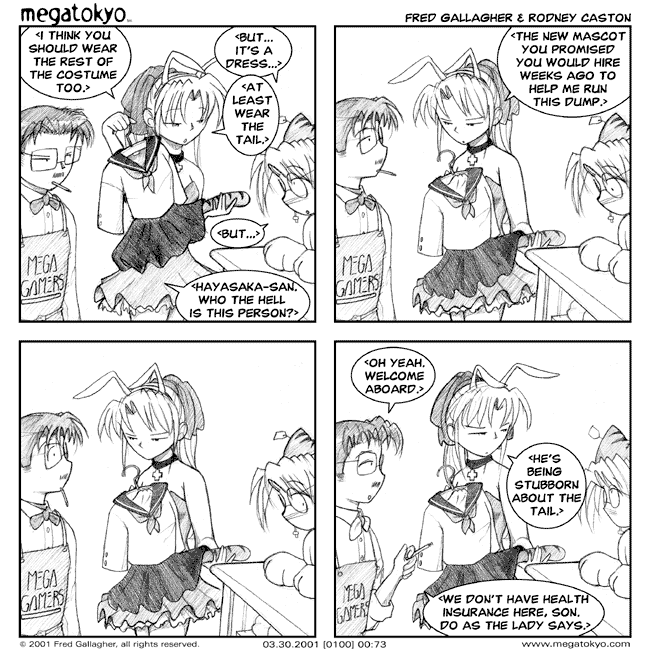 megatokyo
FRED GALLAGHER & RODNEY CASTON
<I THINK YOU
SHOULD WEAR
THE REST OF
THE COSTUME
TOO.>
<BUT...
IT'S A
DRESS...>
<AT
LEAST
WEAR
THE
TAIL.>
<BUT...>
<HAYASAKA-SAN.
WHO THE HELL
IS THIS PERSON?>
MEGA
GAMERS
<THE NEW MASCOT
YOU PROMISED
YOU WOULD HIRE
WEEKS AGO TO
HELP ME RUN
THIS DUMP.>
MEGA
GAMERS
MEGA
GAMERS
<OH YEAH.
WELCOME
ABOARD.>
<HE'S
BEING
STUBBORN
ABOUT THE
TAIL.>
<WE DON'T HAVE HEALTH
INSURANCE HERE, SON.
DO AS THE LADY SAYS.>
MEGA
GAMERS
© 2001 Fred Gallagher, all rights reserved.
03.30.2001 [0100] 00:73
www.megatokyo.com